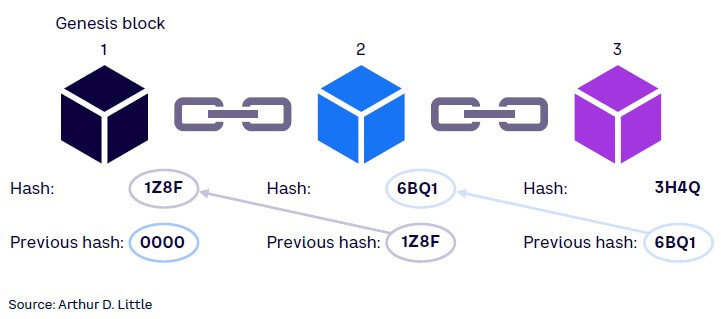 Genesis block
1 2 3
Hash: 1Z8F Hash: 6BQ1 Hash: 3H4Q
Previous hash: 0000 Previous hash: 1Z8F Previous hash: 6BQ1
Source: Arthur D. Little